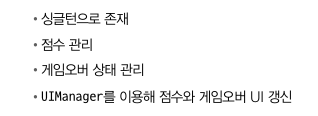 • 싱글턴으로 존재
• 점수 관리
• 게임오버 상태 관리
• UIManager를 이용해 점수와 게임오버 UI 갱신